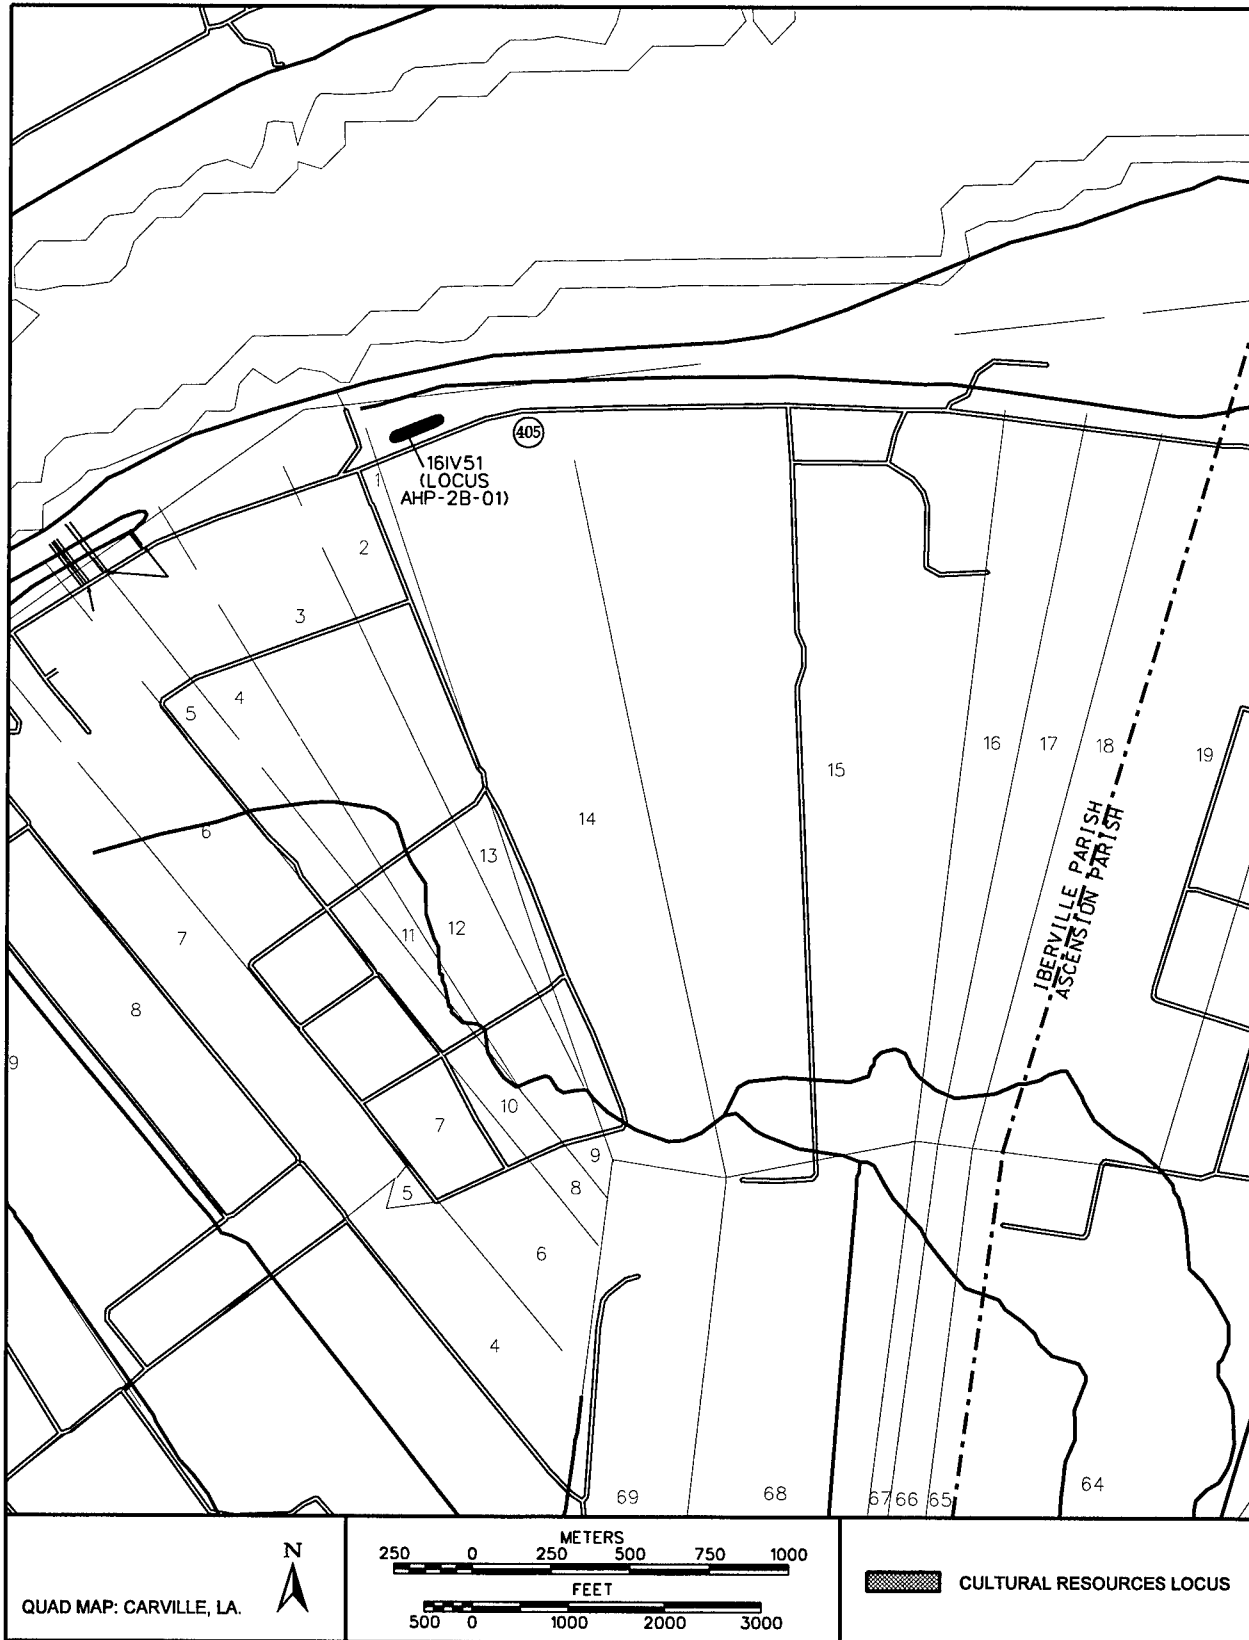 405
16IV51
(LOCUS
AHP-2B-01)
1
2
3
4
5
16
17
18
19
15
14
6
13
12
11
7
8
9
10
7
9
8
5
6
4
IBERVILLE PARISH
ASCENSION PARISH
69
68
67
66
65
64
N
QUAD MAP: CARVILLE, LA.
METERS
250 0 250 500 750 1000
FEET
500 0 1000 2000 3000
CULTURAL RESOURCES LOCUS